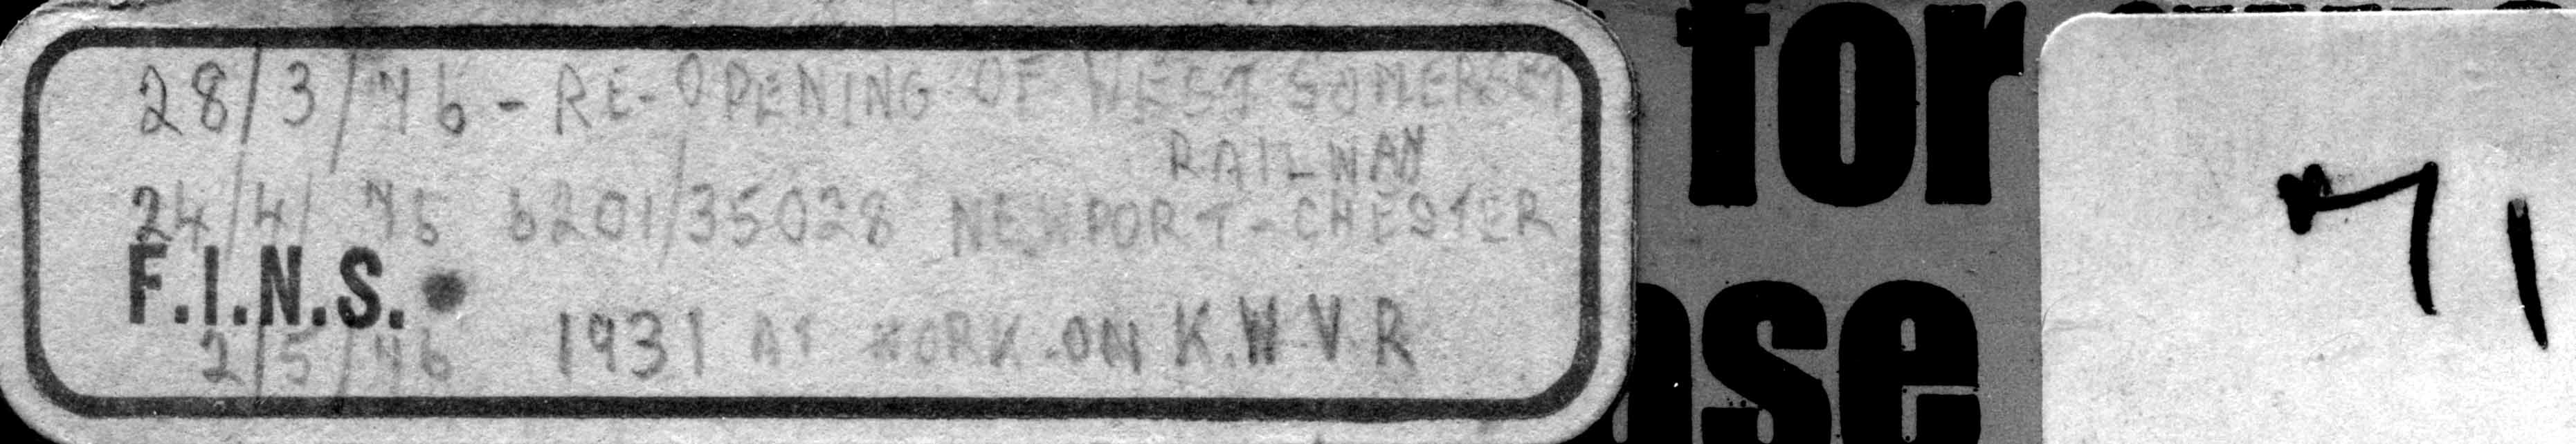 28/3/76 - RE-OPENING OF WEST SOMERSET
RAILWAY
24/4/76 6201/35028 NEWPORT-CHESTER
F.I.N.S.
2/5/76 1931 AT WORK ON K.W.V.R
for
se
71